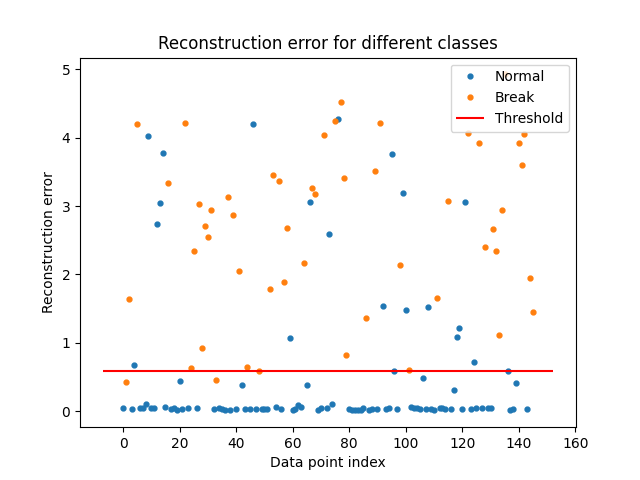 Reconstruction error for different classes
Normal
Break
Threshold
Reconstruction error
5
4
3
2
1
0
0 20 40 60 80 100 120 140 160
Data point index